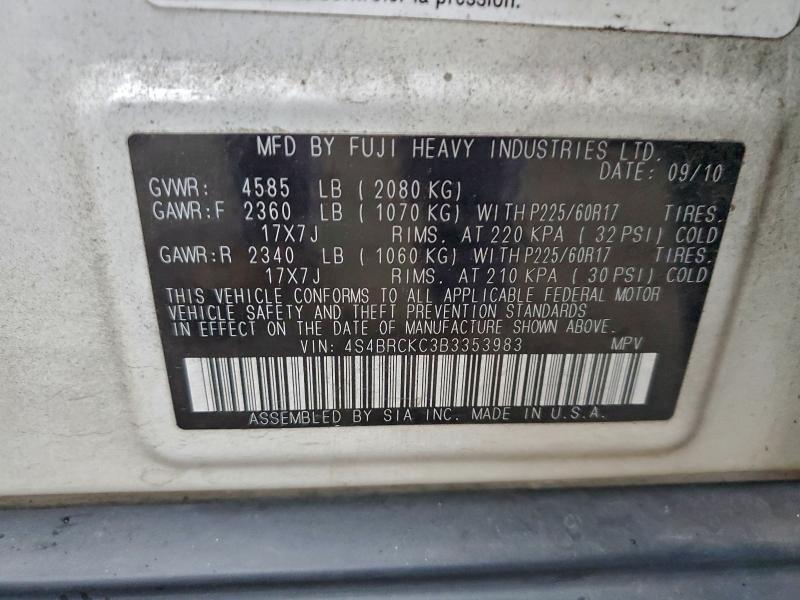 la pression.
MFD BY FUJI HEAVY INDUSTRIES LTD.
DATE: 09/10
GVWR: 4585 LB ( 2080 KG)
GAWR:F 2360 LB ( 1070 KG) WITH P225/60R17 TIRES.
17X7J RIMS. AT 220 KPA ( 32 PSI) COLD
GAWR:R 2340 LB ( 1060 KG) WITH P225/60R17 TIRES.
17X7J RIMS. AT 210 KPA ( 30 PSI) COLD
THIS VEHICLE CONFORMS TO ALL APPLICABLE FEDERAL MOTOR
VEHICLE SAFETY AND THEFT PREVENTION STANDARDS
IN EFFECT ON THE DATE OF MANUFACTURE SHOWN ABOVE.
VIN: 4S4BRCKC3B3353983 MPV
ASSEMBLED BY SIA INC. MADE IN U.S.A.